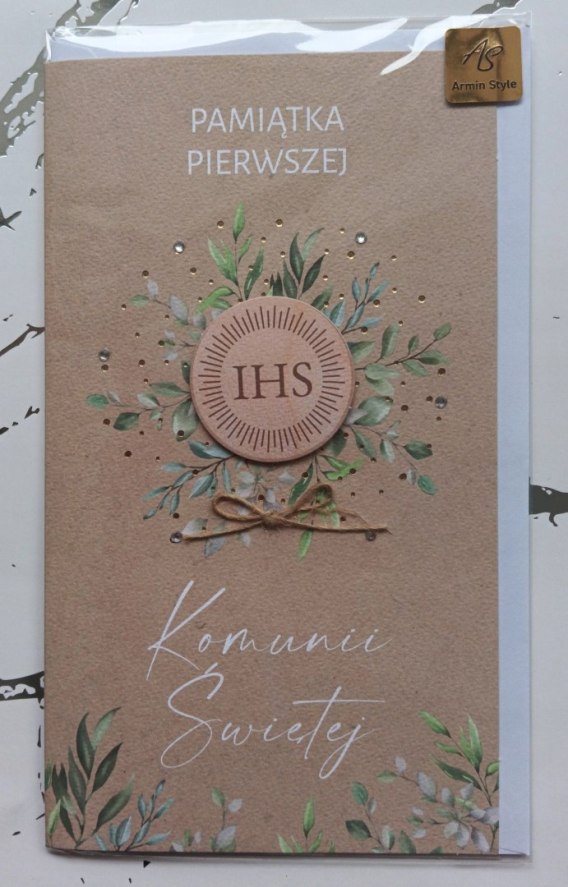 AS
Armin Style
PAMIĄTKA
PIERWSZEJ
IHS
Komunii
Świętej